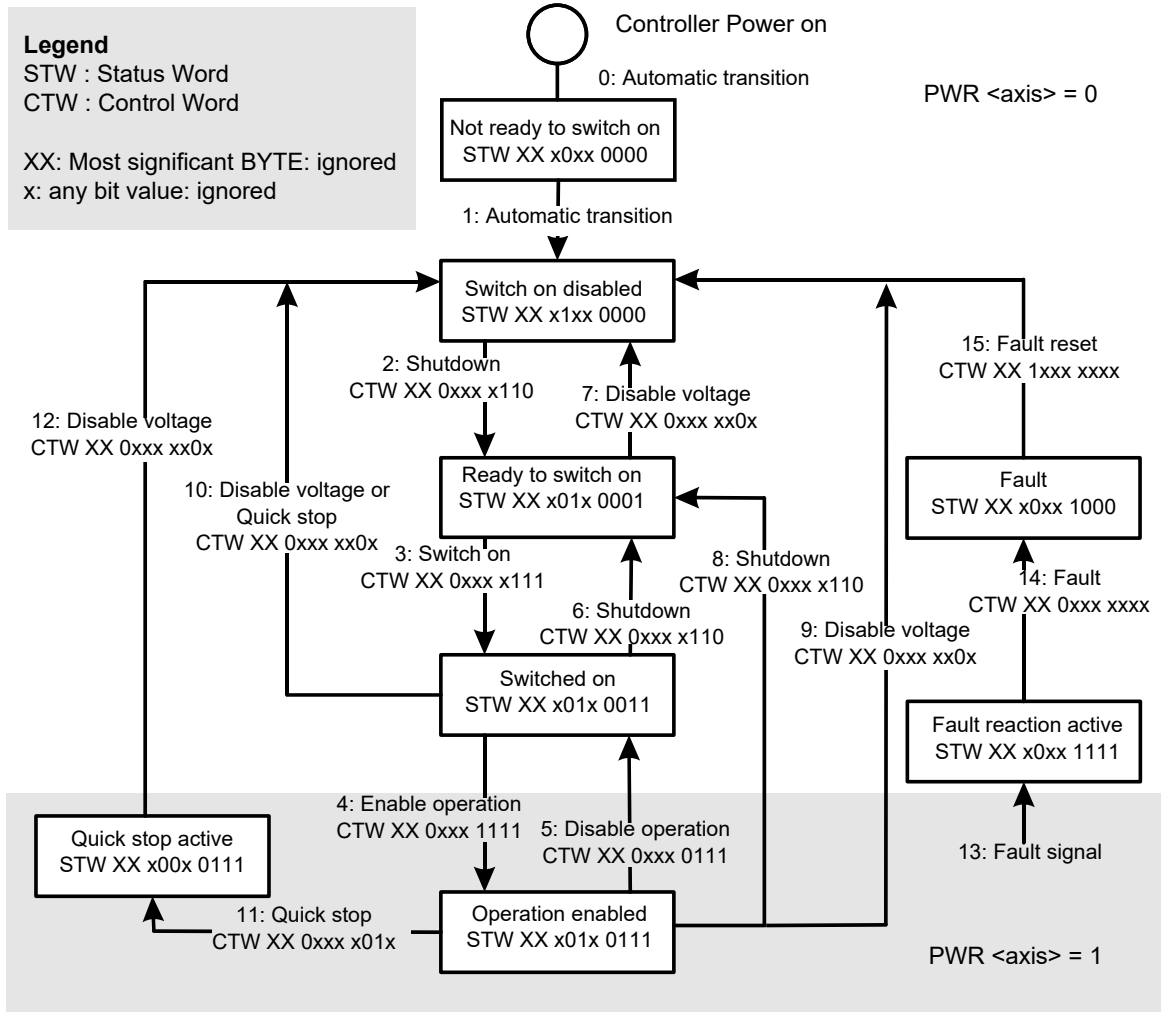 Legend
STW : Status Word
CTW : Control Word
XX: Most significant BYTE: ignored
x: any bit value: ignored
Controller Power on
0: Automatic transition
PWR <axis> = 0
Not ready to switch on
STW XX x0xx 0000
1: Automatic transition
Switch on disabled
STW XX x1xx 0000
2: Shutdown
CTW XX 0xxx x110
7: Disable voltage
CTW XX 0xxx xx0x
15: Fault reset
CTW XX 1xxx xxxx
12: Disable voltage
CTW XX 0xxx xx0x
10: Disable voltage or
Quick stop
CTW XX 0xxx xx0x
Ready to switch on
STW XX x01x 0001
Fault
STW XX x0xx 1000
3: Switch on
CTW XX 0xxx x111
6: Shutdown
CTW XX 0xxx x110
8: Shutdown
CTW XX 0xxx x110
14: Fault
CTW XX 0xxx xxxx
9: Disable voltage
CTW XX 0xxx xx0x
Switched on
STW XX x01x 0011
Fault reaction active
STW XX x0xx 1111
4: Enable operation
CTW XX 0xxx 1111
5: Disable operation
CTW XX 0xxx 0111
13: Fault signal
Quick stop active
STW XX x00x 0111
11: Quick stop
CTW XX 0xxx x01x
Operation enabled
STW XX x01x 0111
PWR <axis> = 1